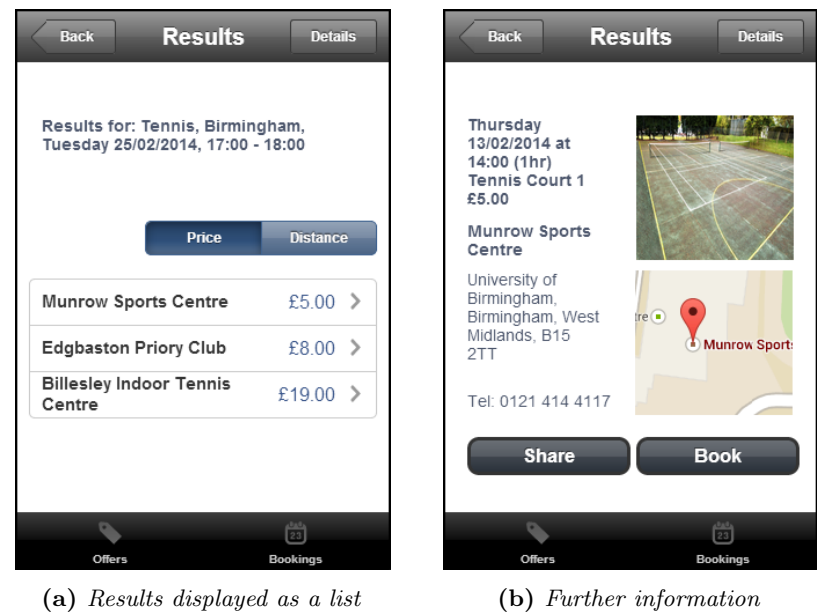 Back
Results
Details
Results for: Tennis, Birmingham,
Tuesday 25/02/2014, 17:00 - 18:00
Price
Distance
Munrow Sports Centre £5.00
Edgbaston Priory Club £8.00
Billesley Indoor Tennis
Centre £19.00
Offers
23
Bookings
(a) Results displayed as a list
Back
Results
Details
Thursday
13/02/2014 at
14:00 (1hr)
Tennis Court 1
£5.00
Munrow Sports
Centre
University of
Birmingham,
Birmingham, West
Midlands, B15
2TT
Tel: 0121 414 4117
tre
Munrow Sports
Share
Book
Offers
23
Bookings
(b) Further information